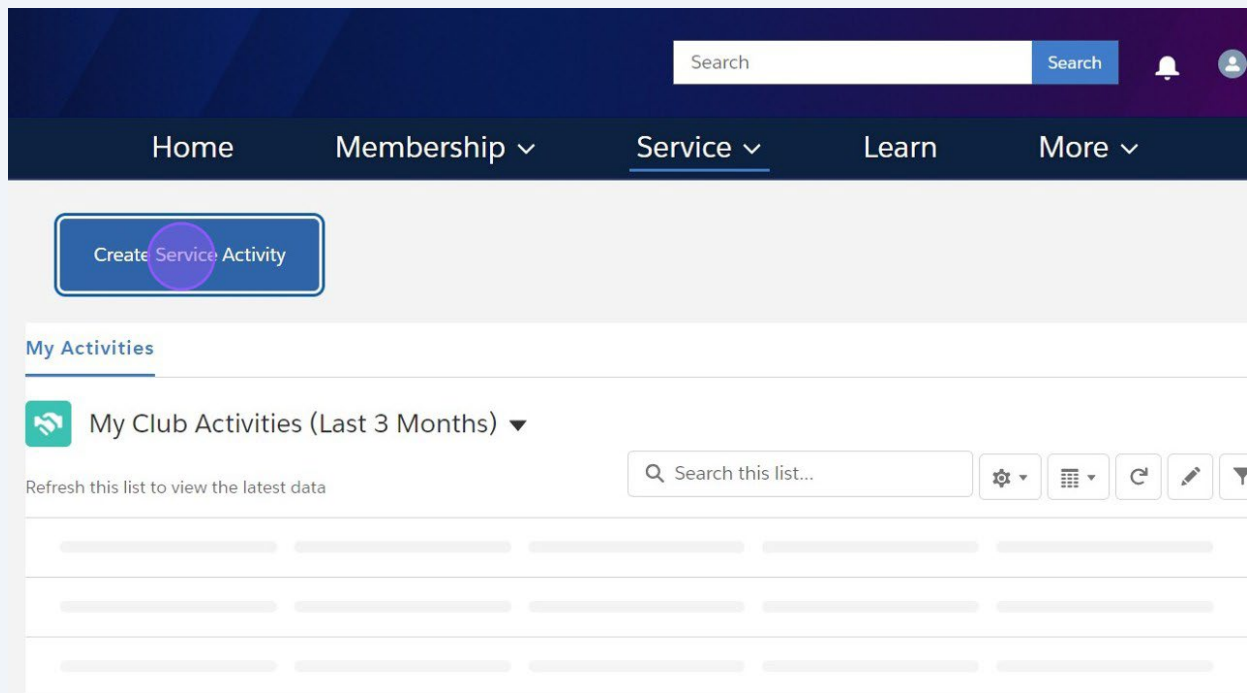 Search Search
Home Membership Service Learn More
Create Service Activity
My Activities
My Club Activities (Last 3 Months)
Search this list...
Refresh this list to view the latest data